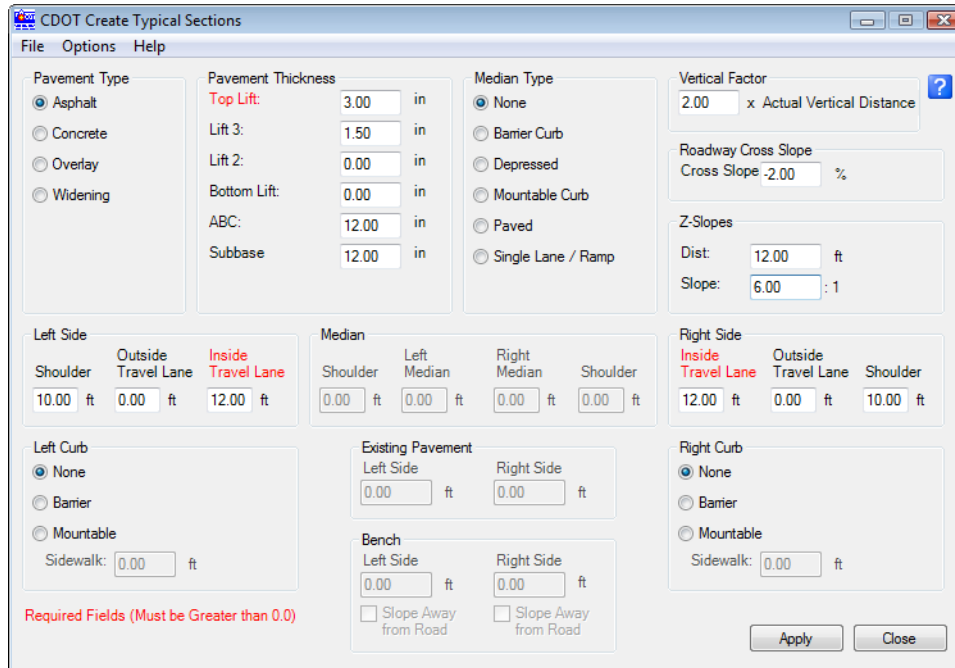 CDOT Create Typical Sections
File Options Help
Pavement Type
Asphalt
Concrete
Overlay
Widening
Pavement Thickness
Top Lift: 3.00 in
Lift 3: 1.50 in
Lift 2: 0.00 in
Bottom Lift: 0.00 in
ABC: 12.00 in
Subbase 12.00 in
Median Type
None
Barrier Curb
Depressed
Mountable Curb
Paved
Single Lane / Ramp
Vertical Factor
2.00 x Actual Vertical Distance
?
Roadway Cross Slope
Cross Slope -2.00 %
Z-Slopes
Dist: 12.00 ft
Slope: 6.00 : 1
Left Side
Shoulder
10.00 ft
Outside
Travel Lane
0.00 ft
Inside
Travel Lane
12.00 ft
Median
Shoulder
0.00 ft
Left
Median
0.00 ft
Right
Median
0.00 ft
Shoulder
0.00 ft
Right Side
Inside
Travel Lane
12.00 ft
Outside
Travel Lane
0.00 ft
Shoulder
10.00 ft
Left Curb
None
Barrier
Mountable
Sidewalk: 0.00 ft
Existing Pavement
Left Side
0.00 ft
Right Side
0.00 ft
Bench
Left Side
0.00 ft
Slope Away
from Road
Right Side
0.00 ft
Slope Away
from Road
Right Curb
None
Barrier
Mountable
Sidewalk: 0.00 ft
Required Fields (Must be Greater than 0.0)
Apply
Close